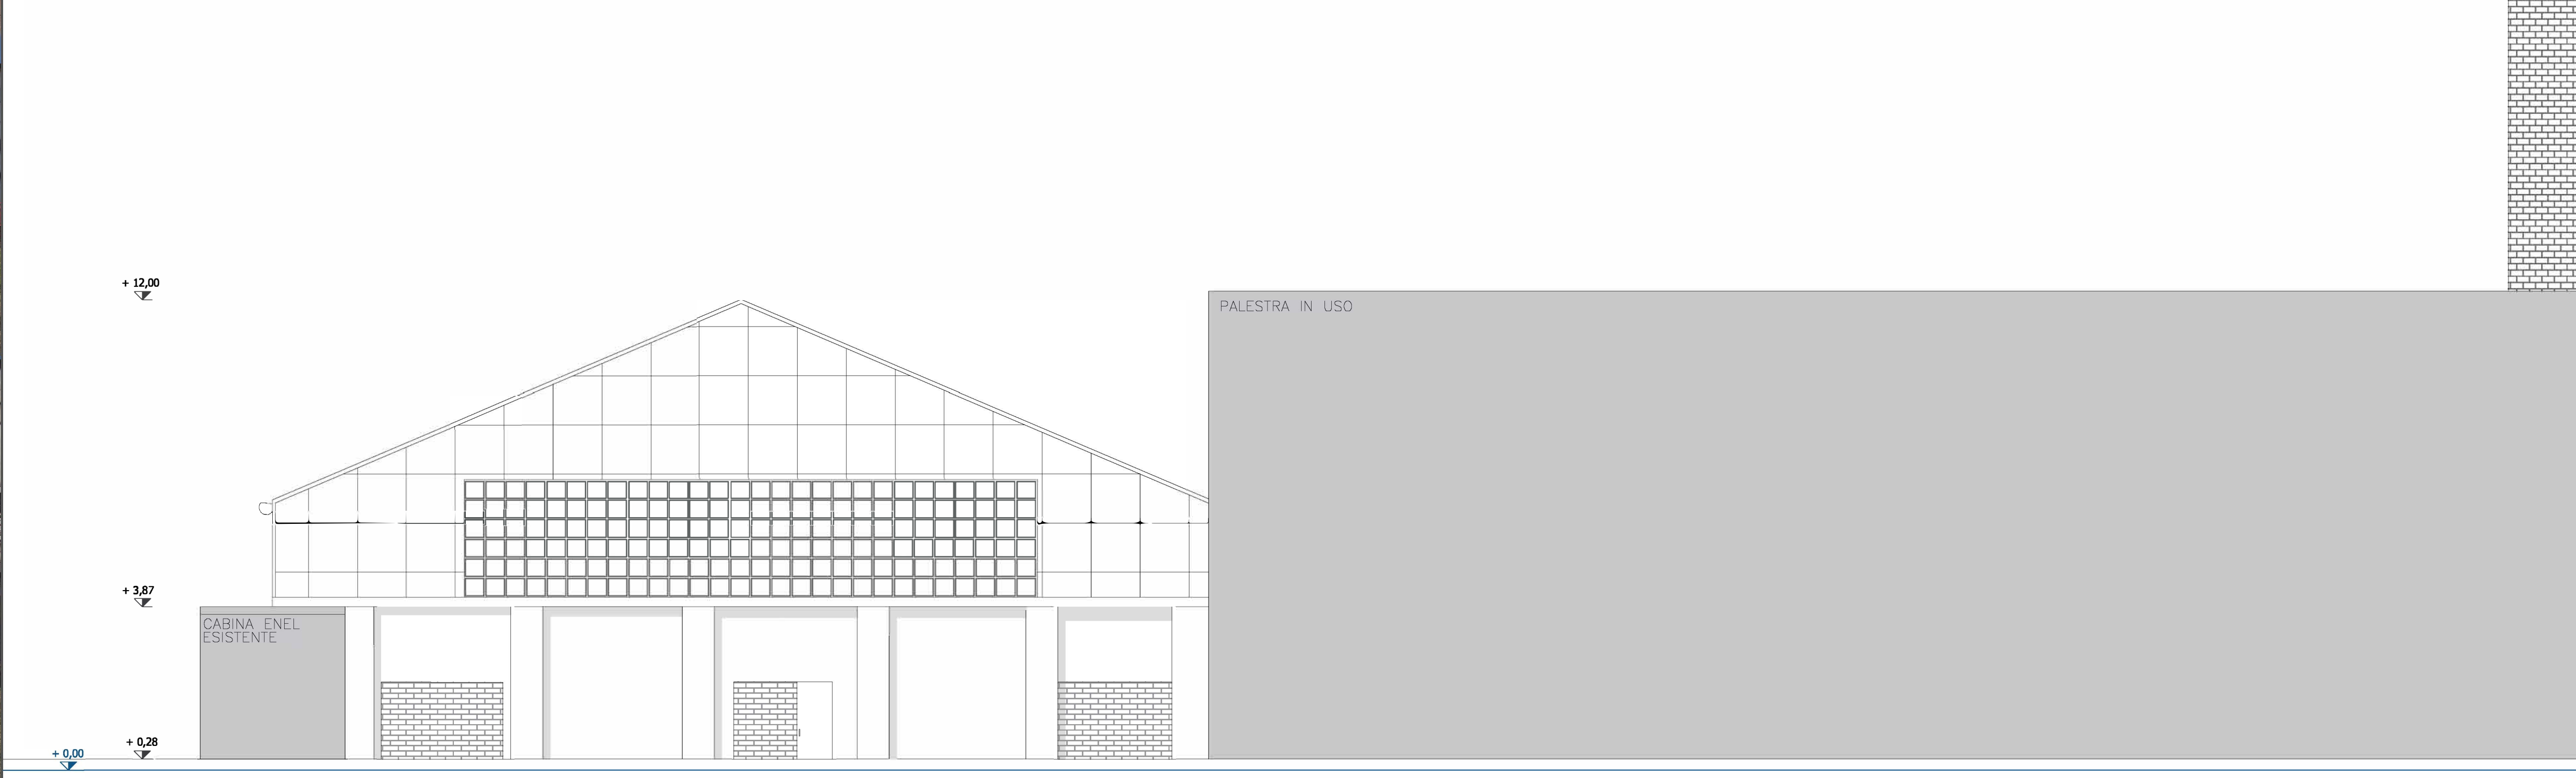 + 12,00
PALESTRA IN USO
+ 3,87
CABINA ENEL
ESISTENTE
+ 0,28
+ 0,00